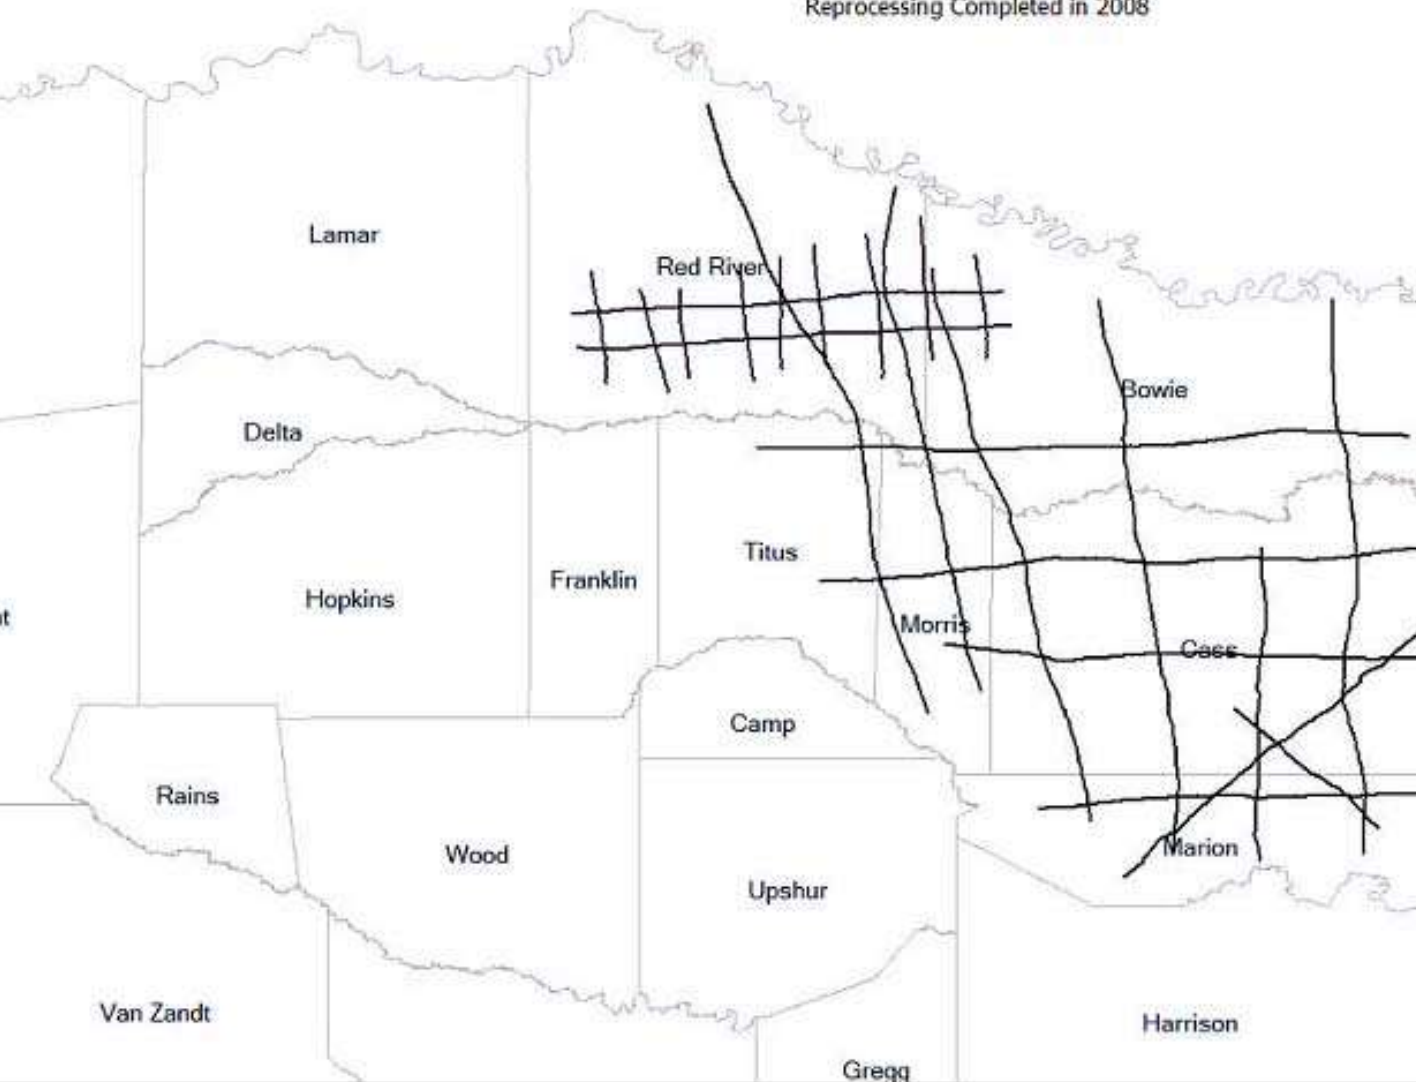 Reprocessing Completed in 2008
Lamar
Red River
Bowie
Delta
Titus
Franklin
Hopkins
Morris
Cass
Camp
Rains
Marion
Wood
Upshur
Van Zandt
Harrison
Gregg